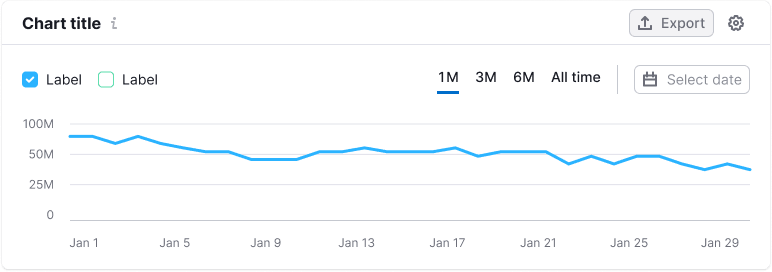 Chart title i Export
Label Label 1M 3M 6M All time Select date
100M
50M
25M
0
Jan 1 Jan 5 Jan 9 Jan 13 Jan 17 Jan 21 Jan 25 Jan 29